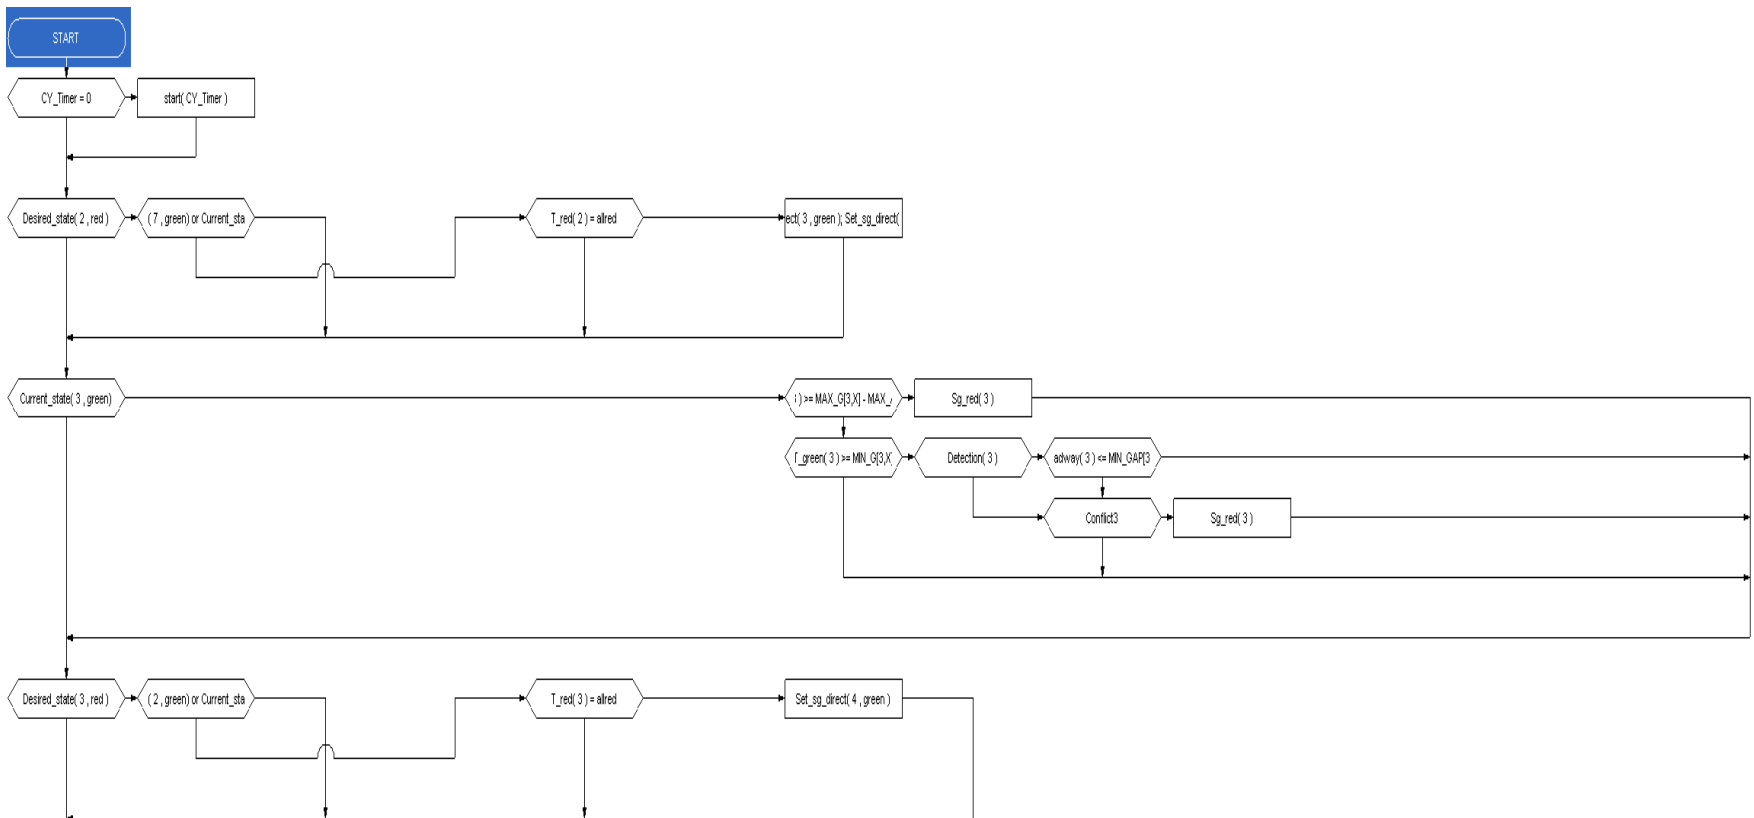 START
CY_Timer = 0
start( CY_Timer )
Desired_state( 2 , red )
( 7 , green) or Current_sta
T_red( 2 ) = allred
ect( 3 , green ); Set_sg_direct(
Current_state( 3 , green)
) >= MAX_G[3,X] - MAX_
Sg_red( 3 )
T_green( 3 ) >= MIN_G[3,X]
Detection( 3 )
adway( 3 ) <= MIN_GAP[3
Conflict3
Sg_red( 3 )
Desired_state( 3 , red )
( 2 , green) or Current_sta
T_red( 3 ) = allred
Set_sg_direct( 4 , green )